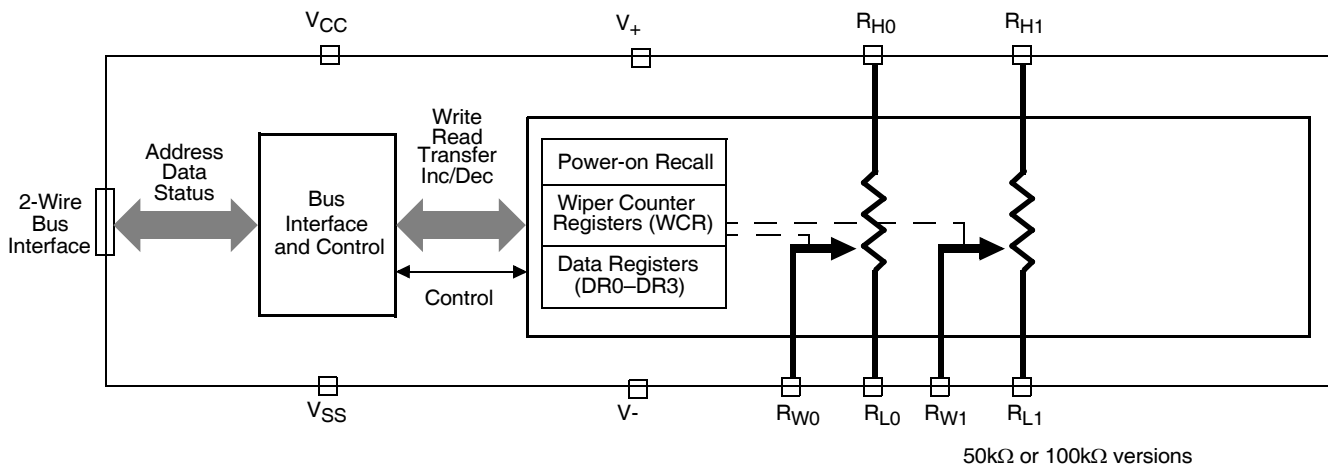 VCC
V+
RH0
RH1
Address
Data
Status
Write
Read
Transfer
Inc/Dec
2-Wire
Bus
Interface
Bus
Interface
and Control
Control
Power-on Recall
Wiper Counter
Registers (WCR)
Data Registers
(DR0–DR3)
VSS
V-
RW0
RL0
RW1
RL1
50kΩ or 100kΩ versions